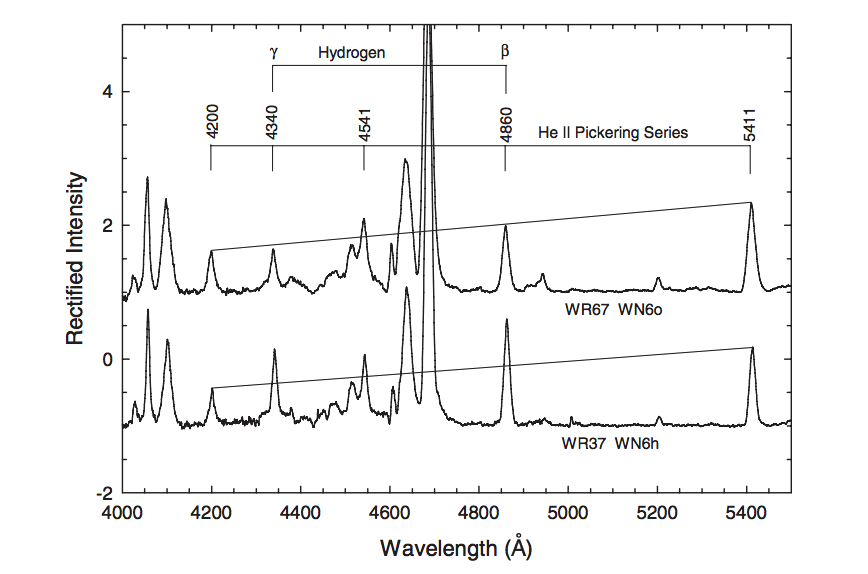 γ Hydrogen β
4200
4340
4541
4860
5411
He II Pickering Series
4
2
0
-2
Rectified Intensity
WR67 WN6o
WR37 WN6h
4000 4200 4400 4600 4800 5000 5200 5400
Wavelength (Å)